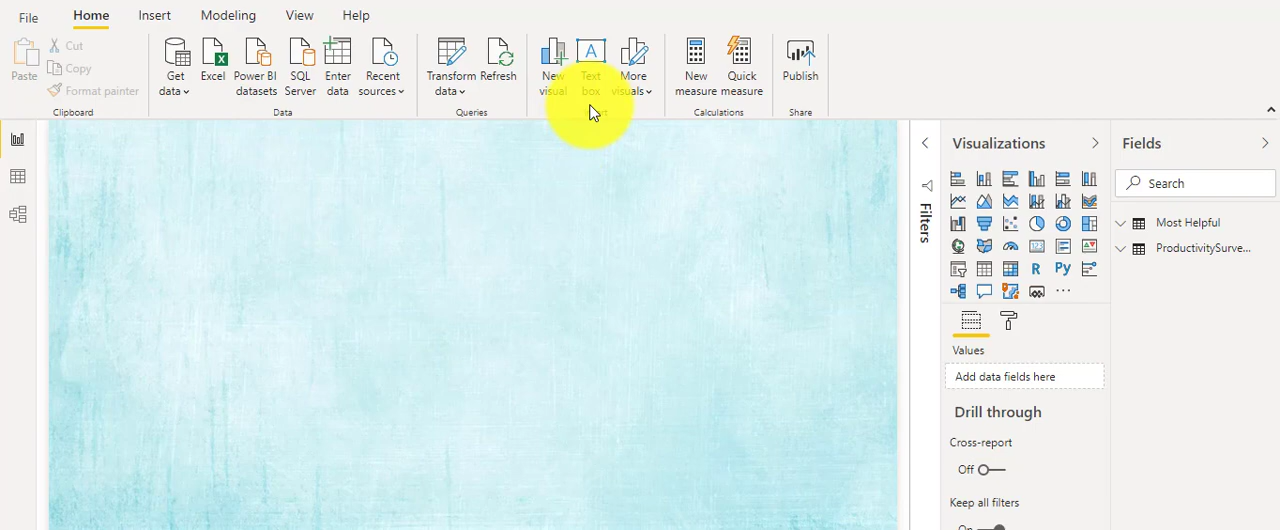 File Home Insert Modeling View Help
Paste
Cut
Copy
Format painter
Clipboard
Get data
Excel
Power BI datasets
SQL Server
Enter data
Recent sources
Data
Transform data
Refresh
Queries
New visual
Text box
More visuals
New measure
Quick measure
Calculations
Publish
Share
Filters
Visualizations
R
Py
Values
Add data fields here
Drill through
Cross-report
Off
Keep all filters
Fields
Search
Most Helpful
ProductivitySurve...